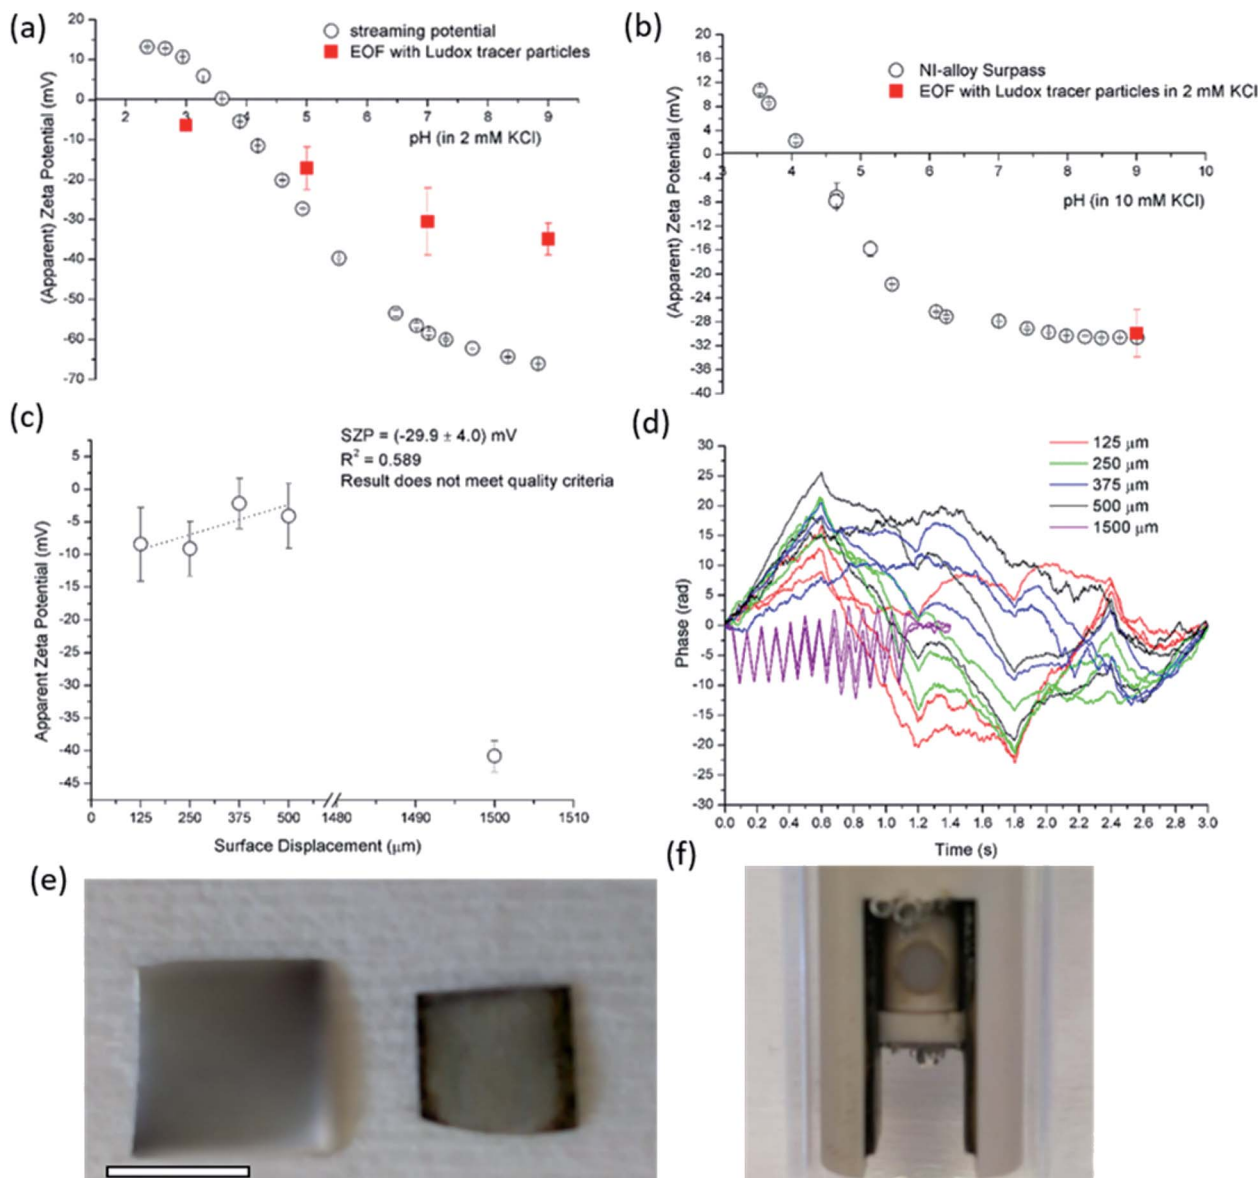 (a)
streaming potential
EOF with Ludox tracer particles
20
10
0
-10
-20
-30
-40
-50
-60
-70
2 3 4 5 6 7 8 9
pH (in 2 mM KCl)
(Apparent) Zeta Potential (mV)
(b)
NI-alloy Surpass
EOF with Ludox tracer particles in 2 mM KCl
20
16
12
8
4
0
-4
-8
-12
-16
-20
-24
-28
-32
-36
-40
3 4 5 6 7 8 9 10
pH (in 10 mM KCl)
(Apparent) Zeta Potential (mV)
(c)
SZP = (-29.9 ± 4.0) mV
R² = 0.589
Result does not meet quality criteria
5
0
-5
-10
-15
-20
-25
-30
-35
-40
-45
0 125 250 375 500 1480 1490 1500 1510
Surface Displacement (μm)
Apparent Zeta Potential (mV)
(d)
125 μm
250 μm
375 μm
500 μm
1500 μm
30
25
20
15
10
5
0
-5
-10
-15
-20
-25
-30
0.0 0.2 0.4 0.6 0.8 1.0 1.2 1.4 1.6 1.8 2.0 2.2 2.4 2.6 2.8 3.0
Time (s)
Phase (rad)
(e)
(f)